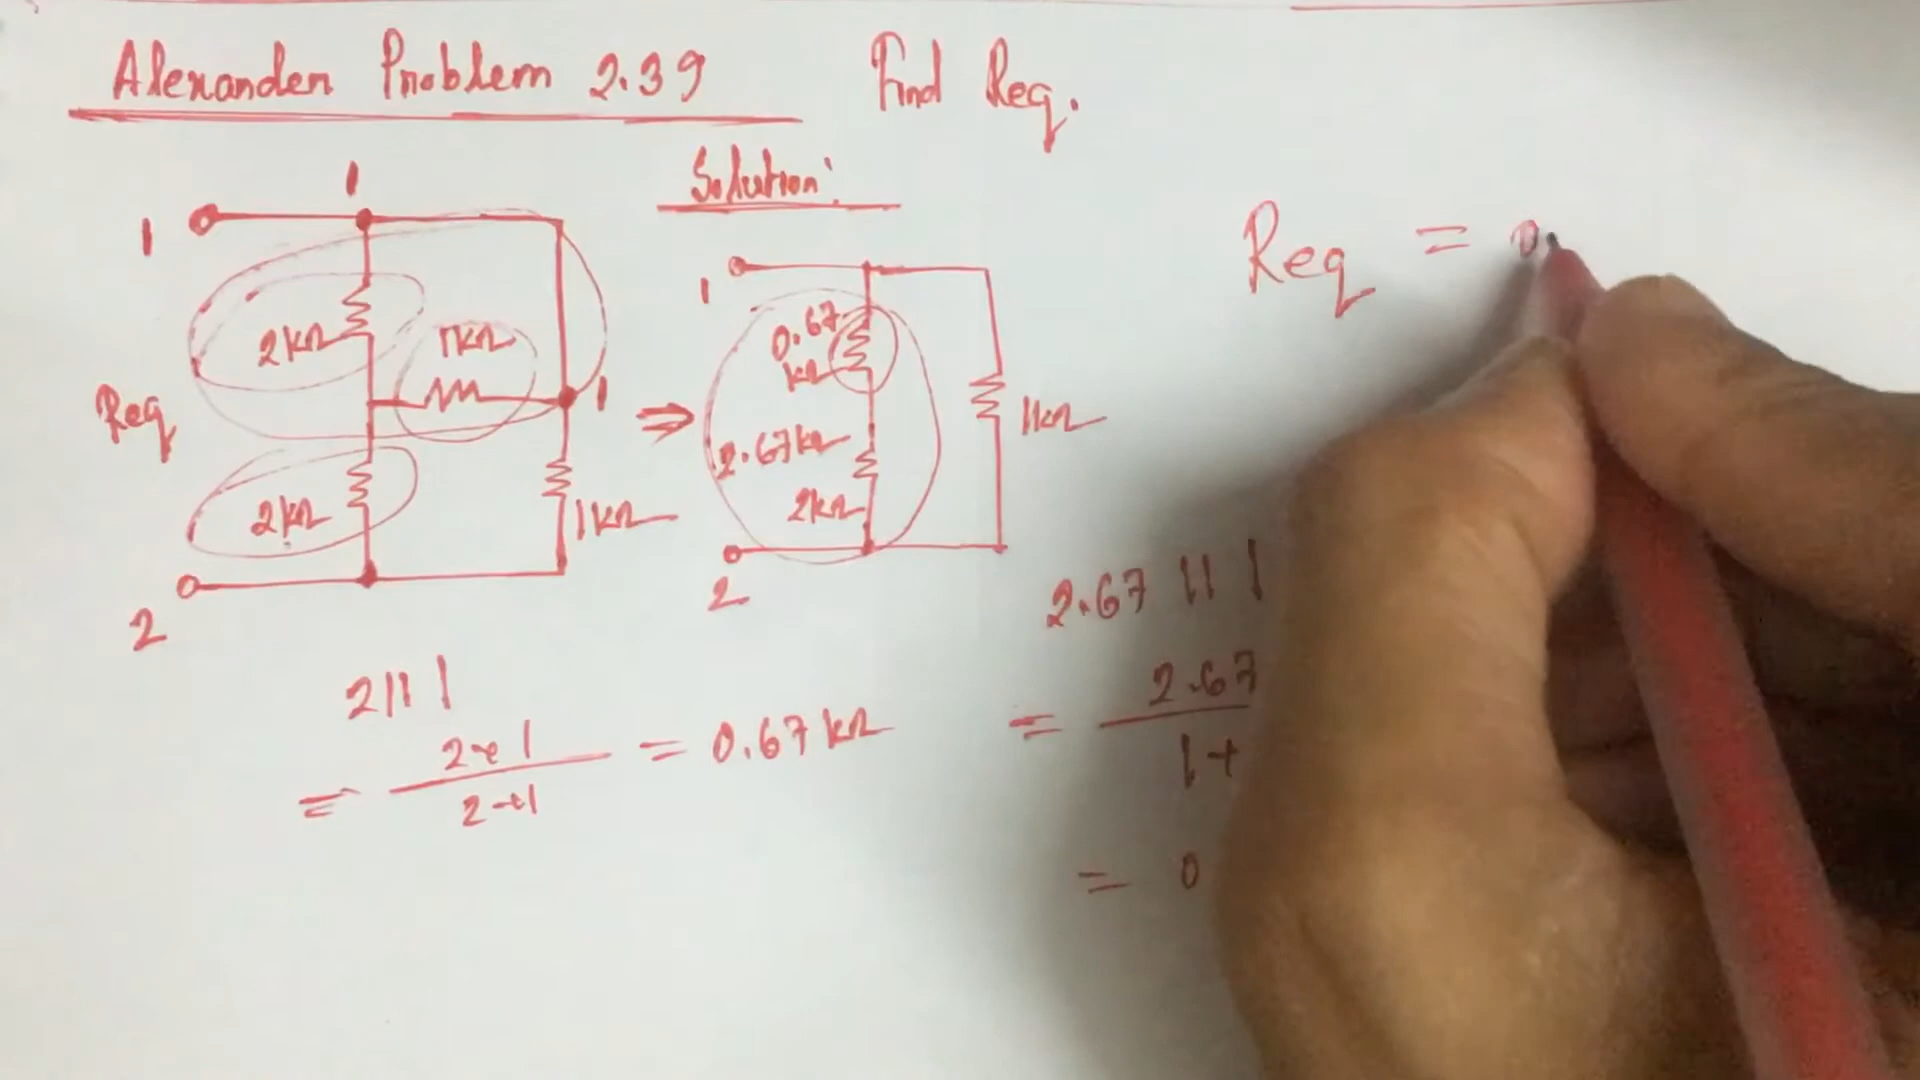 Alexander Problem 2.39 Find Req.
Solution:
1
1
2kΩ
1kΩ
1
Req
2kΩ
1kΩ
2
⇒
1
0.67
kΩ
2.67kΩ
2kΩ
1kΩ
2
Req = 0
2 || 1
= 2×1 / 2+1 = 0.67 kΩ
2.67 || 1
= 2.67 / 1+
= 0